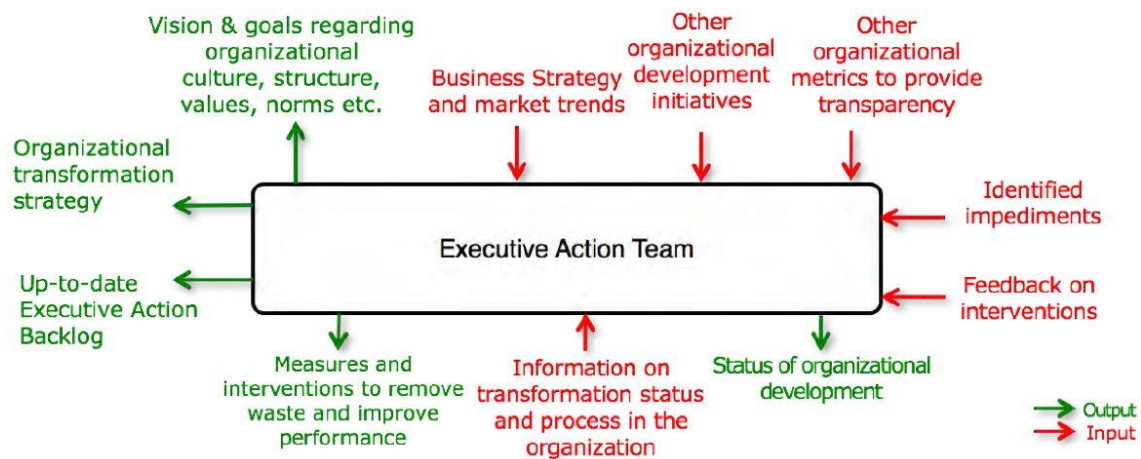 Vision & goals regarding
organizational
culture, structure,
values, norms etc.
Business Strategy
and market trends
Other
organizational
development
initiatives
Other
organizational
metrics to provide
transparency
Organizational
transformation
strategy
Identified
impediments
Executive Action Team
Up-to-date
Executive Action
Backlog
Feedback on
interventions
Measures and
interventions to remove
waste and improve
performance
Information on
transformation status
and process in the
organization
Status of organizational
development
Output
Input